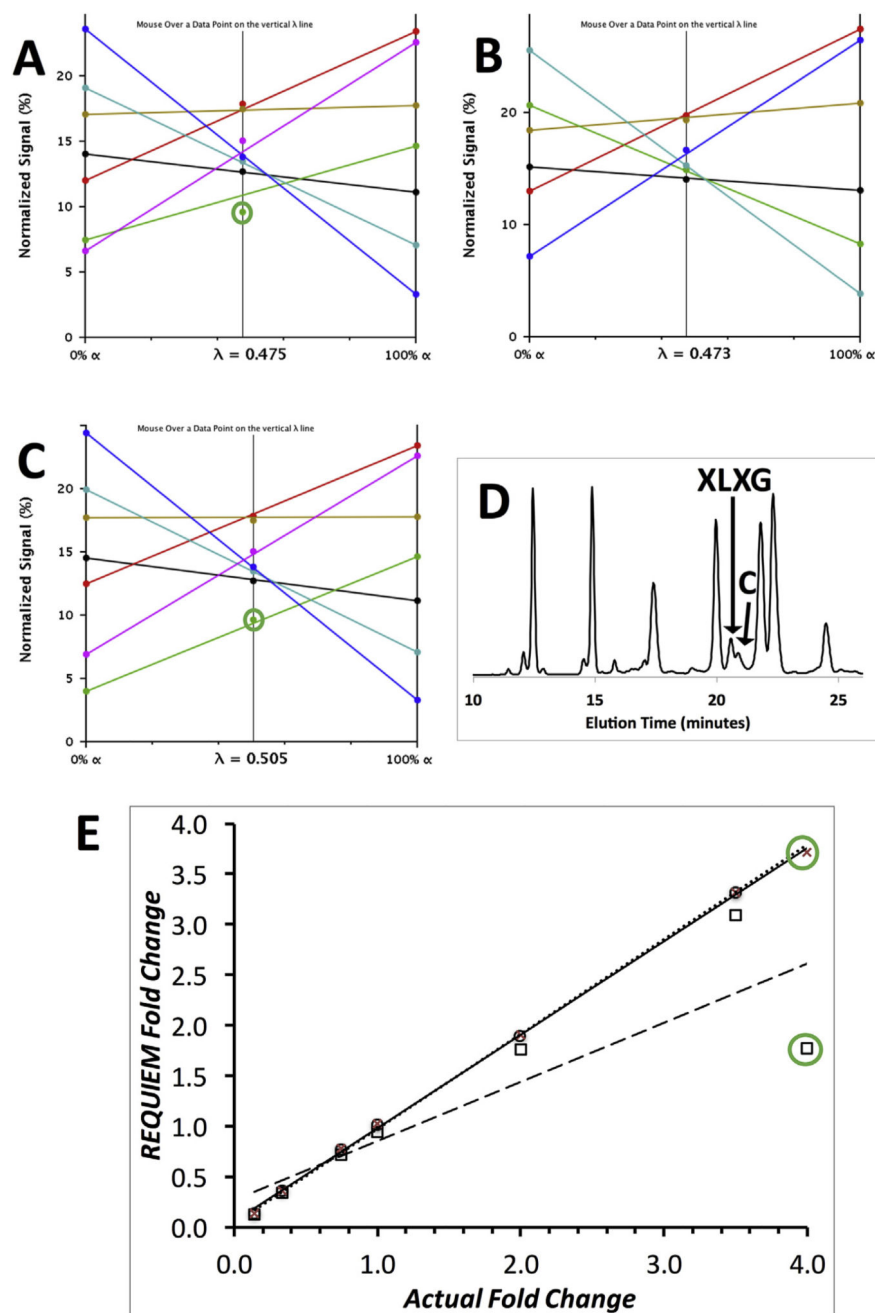 A
Mouse Over a Data Point on the vertical λ line
Normalized Signal (%)
20
15
10
5
0
0% α
λ = 0.475
100% α
B
Mouse Over a Data Point on the vertical λ line
Normalized Signal (%)
20
10
0
0% α
λ = 0.473
100% α
C
Mouse Over a Data Point on the vertical λ line
Normalized Signal (%)
20
15
10
5
0
0% α
λ = 0.505
100% α
D
XLXG
C
10
15
20
25
Elution Time (minutes)
E
REQUIEM Fold Change
4.0
3.5
3.0
2.5
2.0
1.5
1.0
0.5
0.0
0.0
1.0
2.0
3.0
4.0
Actual Fold Change